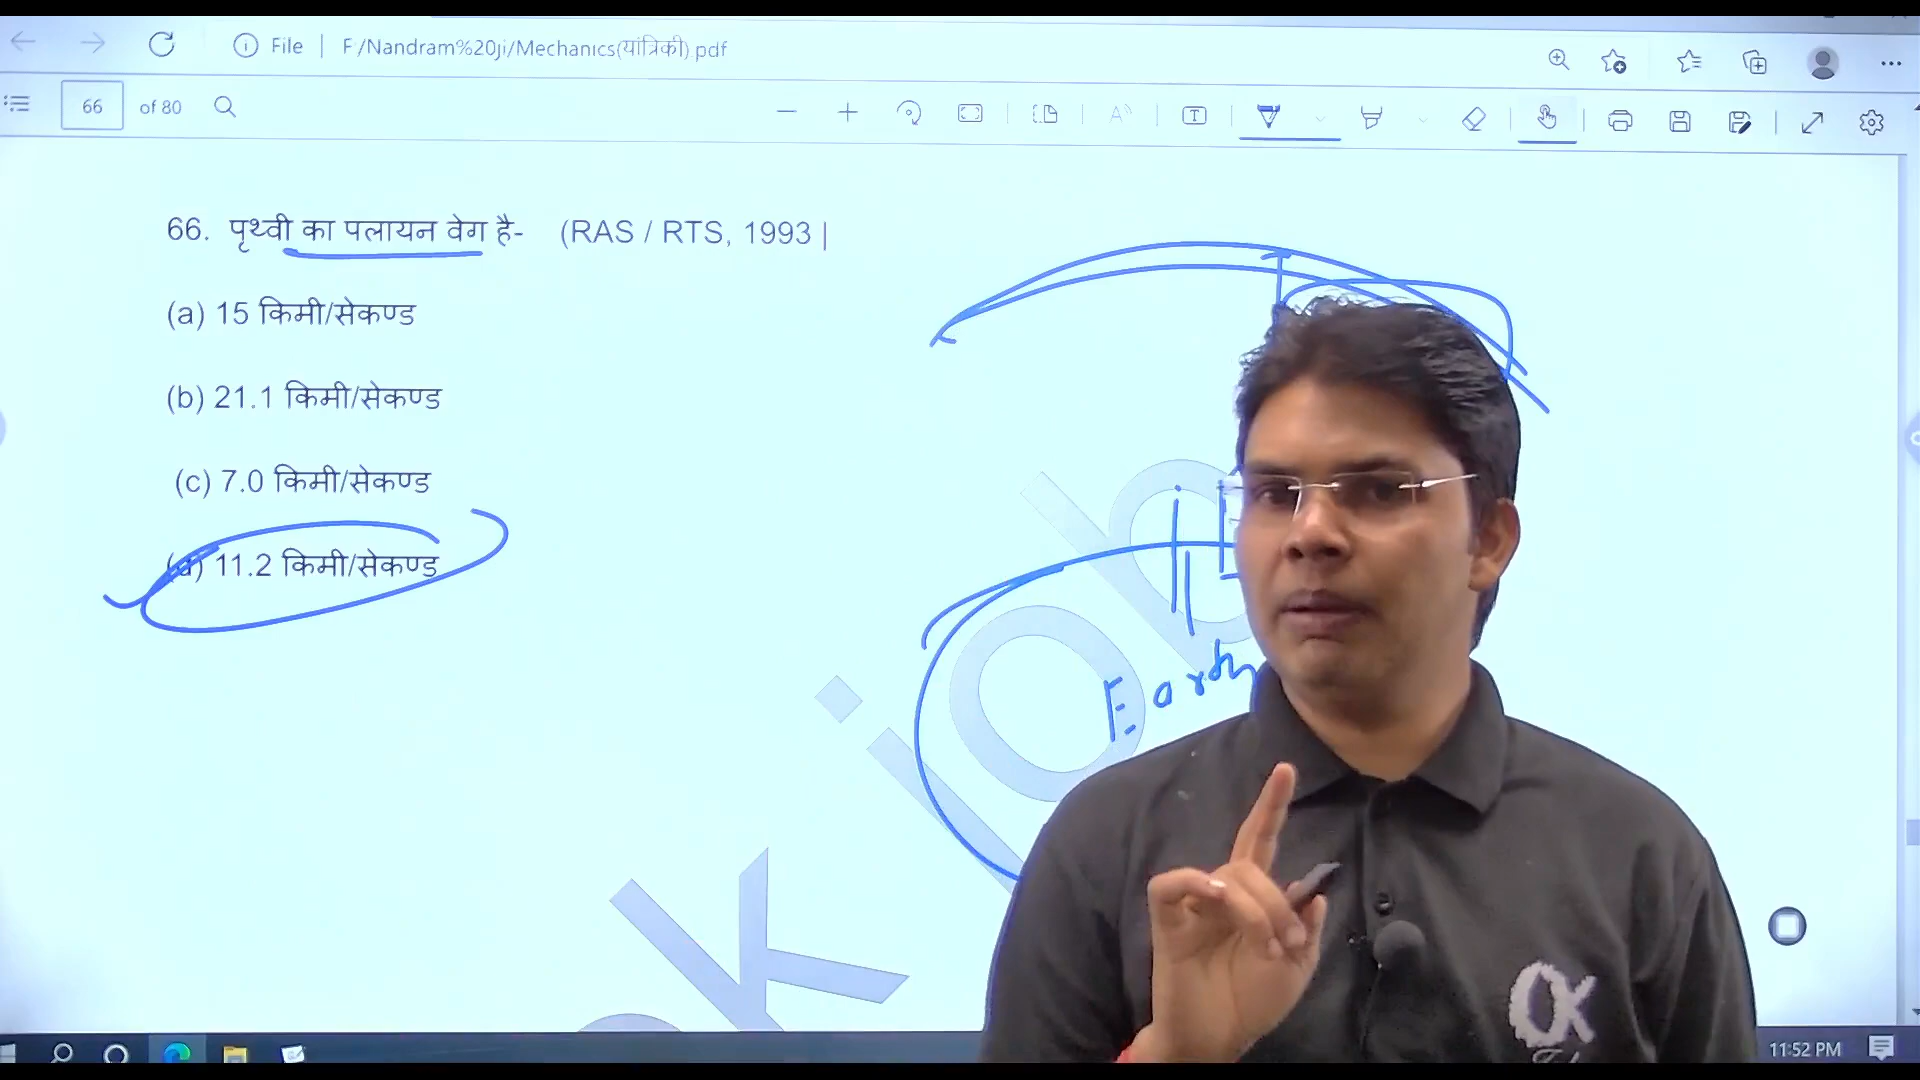 File | F/Nandram%20ji/Mechanics(यांत्रिकी).pdf
66 of 80
66. पृथ्वी का पलायन वेग है- (RAS / RTS, 1993 |
(a) 15 किमी/सेकण्ड
(b) 21.1 किमी/सेकण्ड
(c) 7.0 किमी/सेकण्ड
(d) 11.2 किमी/सेकण्ड
Earth
11:52 PM